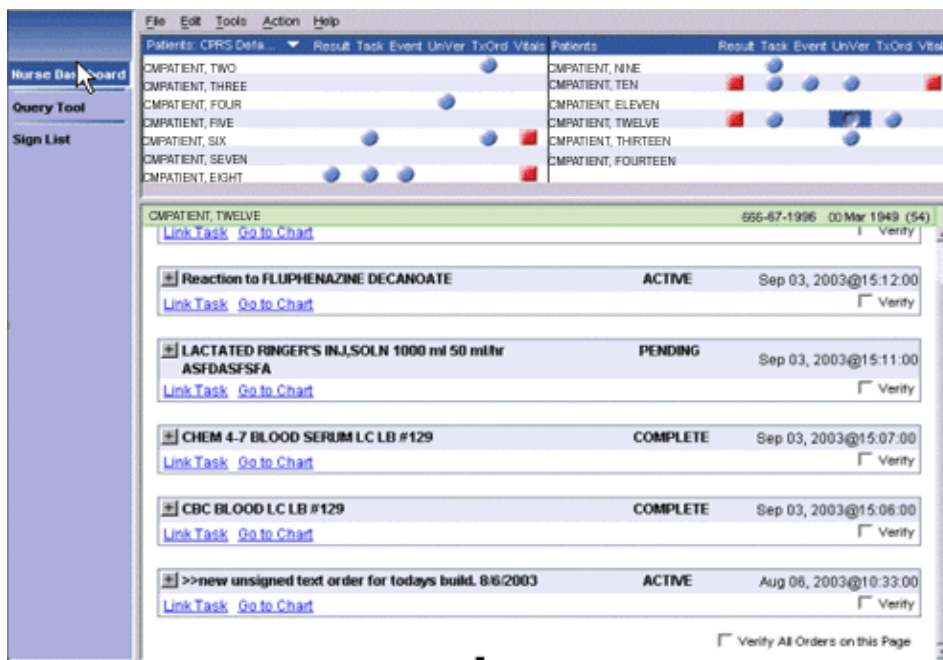 File Edit Tools Action Help
Patients: CPRS Defa... Result Task Event UnVer TxOrd Vitals Patients Result Task Event UnVer TxOrd Vital
CMPATIENT, TWO CMPATIENT, NINE
CMPATIENT, THREE CMPATIENT, TEN
CMPATIENT, FOUR CMPATIENT, ELEVEN
CMPATIENT, FIVE CMPATIENT, TWELVE
CMPATIENT, SIX CMPATIENT, THIRTEEN
CMPATIENT, SEVEN CMPATIENT, FOURTEEN
CMPATIENT, EIGHT
Nurse Dashboard
Query Tool
Sign List
CMPATIENT, TWELVE 666-67-1996 00 Mar 1949 (54)
Link Task Go to Chart Verify
Reaction to FLUPHENAZINE DECANOATE ACTIVE Sep 03, 2003@15:12:00
Link Task Go to Chart Verify
LACTATED RINGER'S INJ,SOLN 1000 ml 50 ml/hr PENDING Sep 03, 2003@15:11:00
ASFDASFSFA
Link Task Go to Chart Verify
CHEM 4-7 BLOOD SERUM LC LB #129 COMPLETE Sep 03, 2003@15:07:00
Link Task Go to Chart Verify
CBC BLOOD LC LB #129 COMPLETE Sep 03, 2003@15:06:00
Link Task Go to Chart Verify
>>new unsigned text order for todays build. 8/6/2003 ACTIVE Aug 06, 2003@10:33:00
Link Task Go to Chart Verify
Verify All Orders on this Page